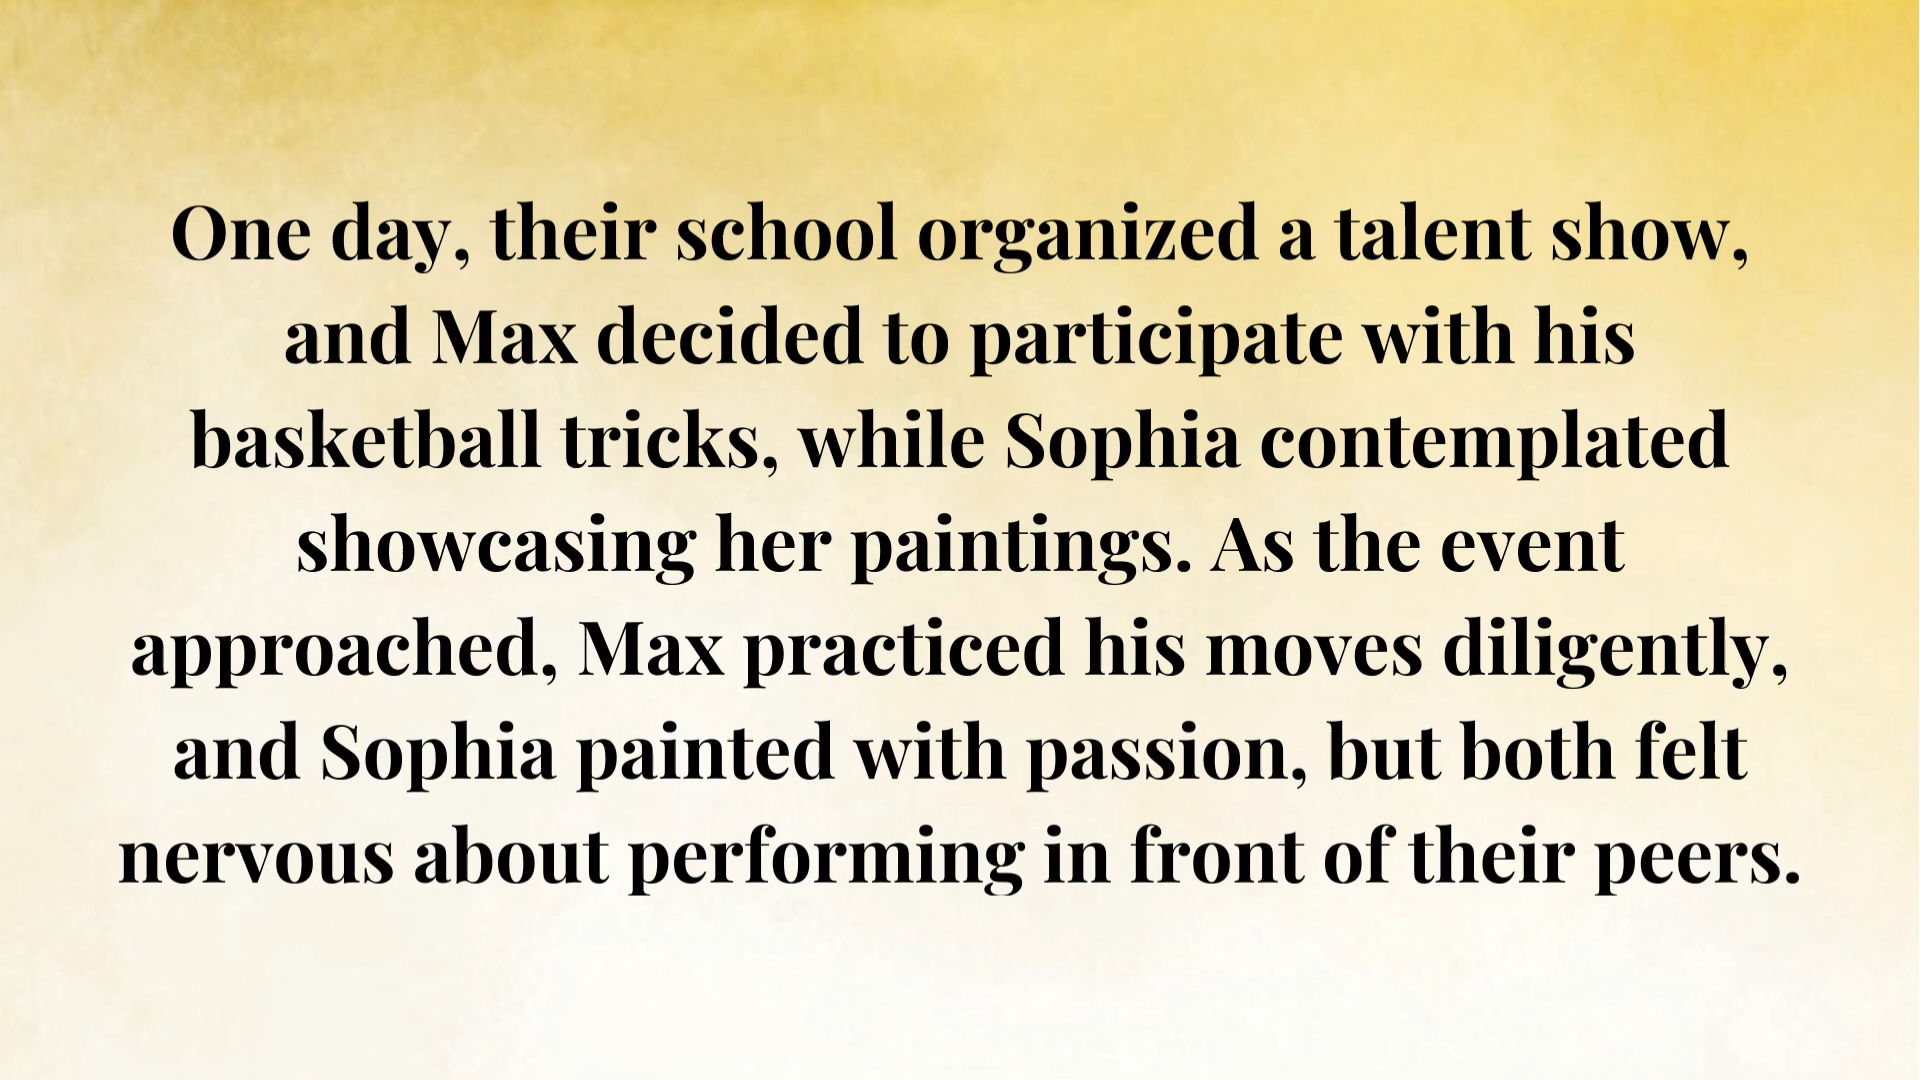 One day, their school organized a talent show,
and Max decided to participate with his
basketball tricks, while Sophia contemplated
showcasing her paintings. As the event
approached, Max practiced his moves diligently,
and Sophia painted with passion, but both felt
nervous about performing in front of their peers.